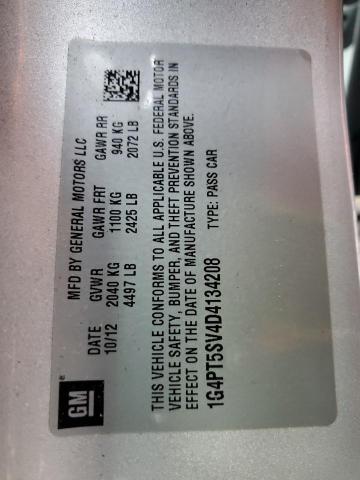 GM®
MFD BY GENERAL MOTORS LLC
DATE GVWR GAWR FRT GAWR RR
10/12 2040 KG 1100 KG 940 KG
4497 LB 2425 LB 2072 LB
THIS VEHICLE CONFORMS TO ALL APPLICABLE U.S. FEDERAL MOTOR
VEHICLE SAFETY, BUMPER, AND THEFT PREVENTION STANDARDS IN
EFFECT ON THE DATE OF MANUFACTURE SHOWN ABOVE.
1G4PT5SV4D4134208 TYPE: PASS CAR